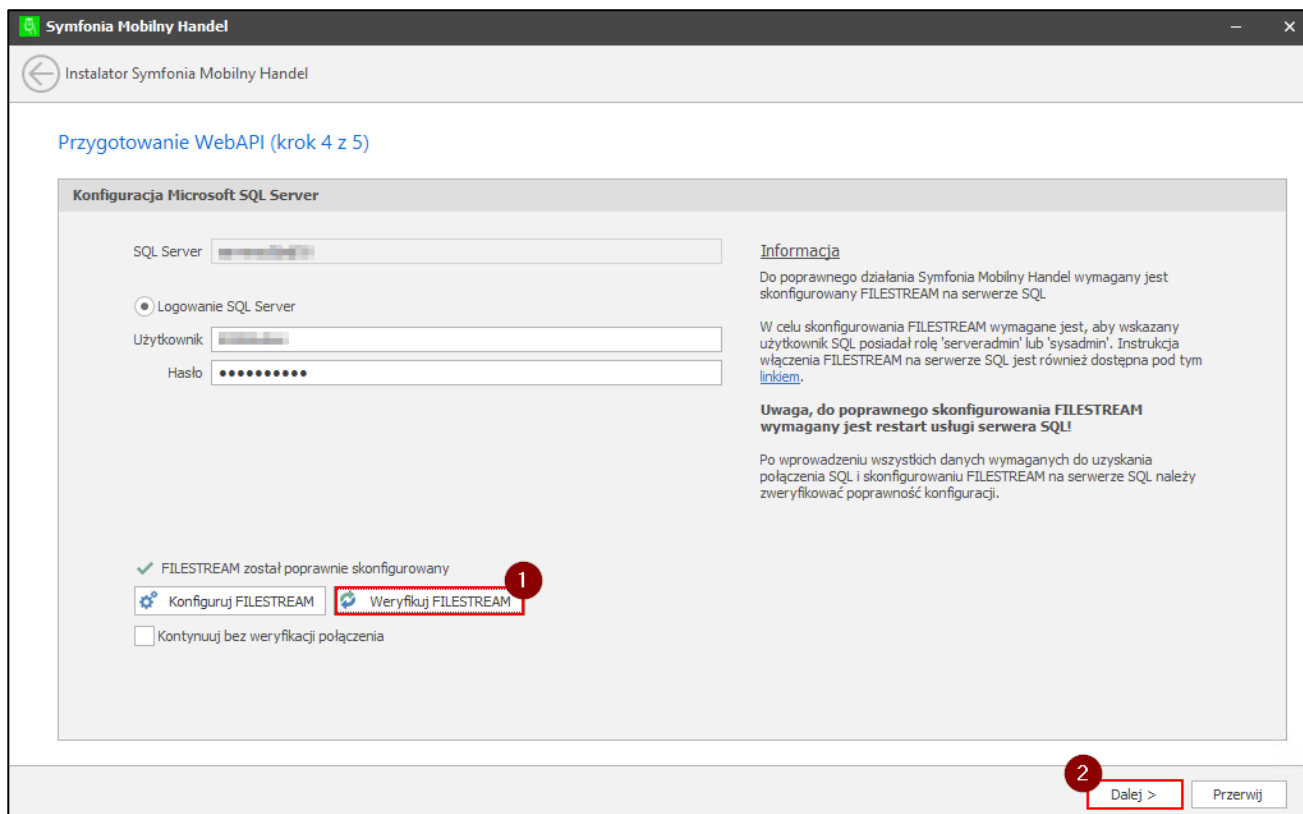 Symfonia Mobilny Handel
Instalator Symfonia Mobilny Handel
Przygotowanie WebAPI (krok 4 z 5)
Konfiguracja Microsoft SQL Server
SQL Server
Logowanie SQL Server
Użytkownik
Hasło ●●●●●●●●●●
Informacja
Do poprawnego działania Symfonia Mobilny Handel wymagany jest
skonfigurowany FILESTREAM na serwerze SQL
W celu skonfigurowania FILESTREAM wymagane jest, aby wskazany
użytkownik SQL posiadał rolę 'serveradmin' lub 'sysadmin'. Instrukcja
włączenia FILESTREAM na serwerze SQL jest również dostępna pod tym
linkiem.
Uwaga, do poprawnego skonfigurowania FILESTREAM
wymagany jest restart usługi serwera SQL!
Po wprowadzeniu wszystkich danych wymaganych do uzyskania
połączenia SQL i skonfigurowaniu FILESTREAM na serwerze SQL należy
zweryfikować poprawność konfiguracji.
FILESTREAM został poprawnie skonfigurowany
1
Konfiguruj FILESTREAM Weryfikuj FILESTREAM
Kontynuuj bez weryfikacji połączenia
2
Dalej > Przerwij